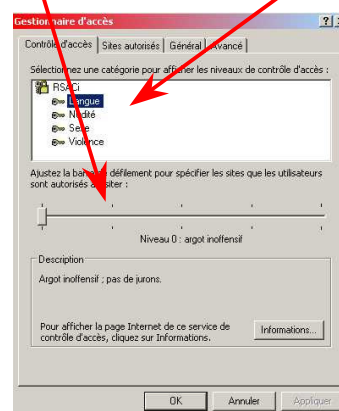 Gestionnaire d'accès
Contrôle d'accès Sites autorisés Général Avancé
Sélectionnez une catégorie pour afficher les niveaux de contrôle d'accès :
RSACi
Langue
Nudité
Sexe
Violence
Ajustez la barre de défilement pour spécifier les sites que les utilisateurs
sont autorisés à visiter :
Niveau 0 : argot inoffensif
Description
Argot inoffensif ; pas de jurons.
Pour afficher la page Internet de ce service de
contrôle d'accès, cliquez sur Informations.
Informations...
OK Annuler Appliquer